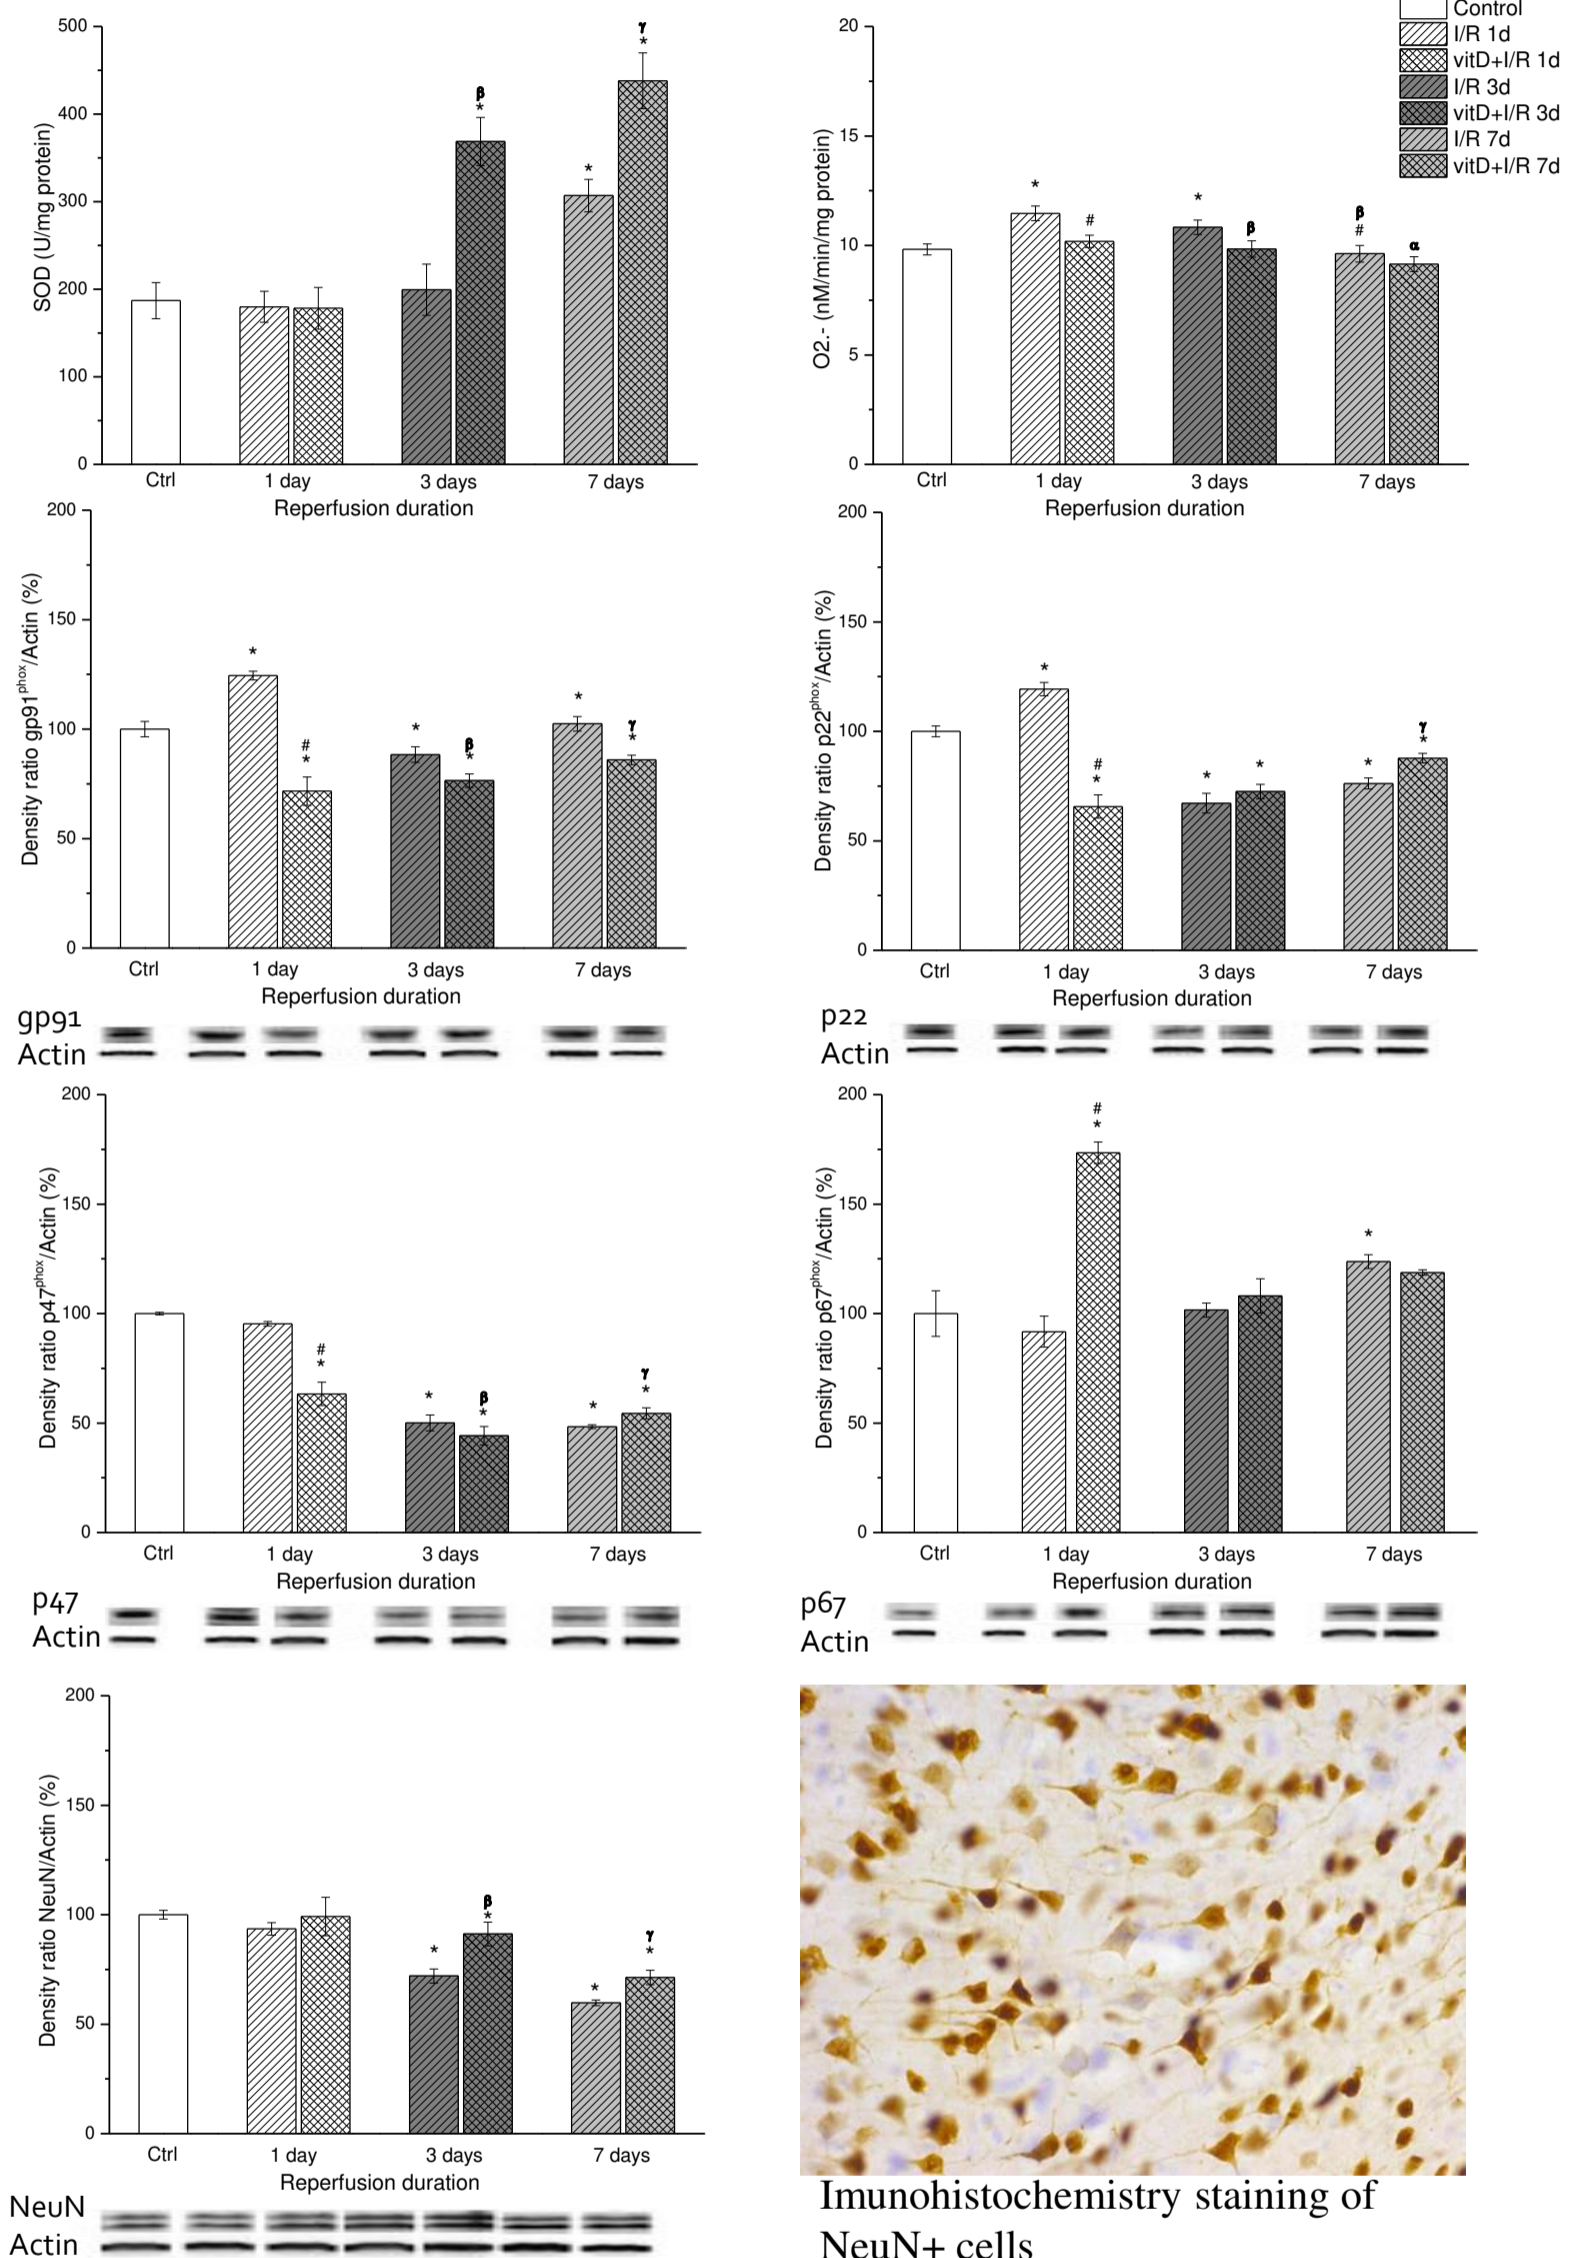 Control
I/R 1d
vitD+I/R 1d
I/R 3d
vitD+I/R 3d
I/R 7d
vitD+I/R 7d
SOD (U/mg protein)
500
400
300
200
100
0
γ
*
β
*
*
Ctrl 1 day 3 days 7 days
Reperfusion duration
O2.- (nM/min/mg protein)
20
15
10
5
0
*
#
*
β
β
#
α
Ctrl 1 day 3 days 7 days
Reperfusion duration
Density ratio gp91phox/Actin (%)
200
150
100
50
0
*
#
*
*
β
*
*
γ
*
Ctrl 1 day 3 days 7 days
Reperfusion duration
gp91
Actin
Density ratio p22phox/Actin (%)
200
150
100
50
0
*
#
*
*
*
*
γ
*
Ctrl 1 day 3 days 7 days
Reperfusion duration
p22
Actin
Density ratio p47phox/Actin (%)
200
150
100
50
0
#
*
*
β
*
*
γ
*
Ctrl 1 day 3 days 7 days
Reperfusion duration
p47
Actin
Density ratio p67phox/Actin (%)
200
150
100
50
0
#
*
*
Ctrl 1 day 3 days 7 days
Reperfusion duration
p67
Actin
Density ratio NeuN/Actin (%)
200
150
100
50
0
*
β
*
*
γ
*
Ctrl 1 day 3 days 7 days
Reperfusion duration
NeuN
Actin
Imunohistochemistry staining of
NeuN+ cells